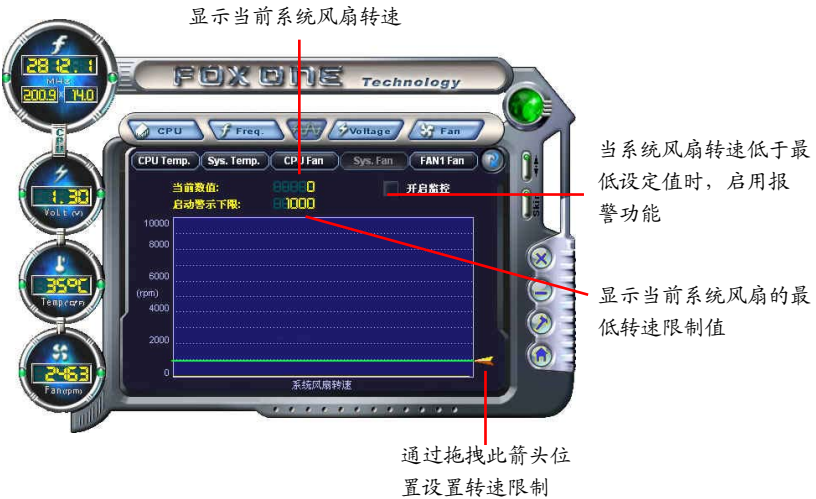 显示当前系统风扇转速
2812.1
MHz
200.9 × 14.0
CPU
FOX ONE Technology
CPU Freq. Voltage Fan
CPU Temp. Sys. Temp. CPU Fan Sys. Fan FAN1 Fan
当前数值: 0 开启监控
启动警示下限: 1000
Skin
当系统风扇转速低于最
低设定值时，启用报
警功能
1.30
Volt (V)
10000
8000
6000
(rpm)
4000
2000
0
系统风扇转速
35℃
显示当前系统风扇的最
低转速限制值
2463
Fan(rpm)
通过拖拽此箭头位
置设置转速限制